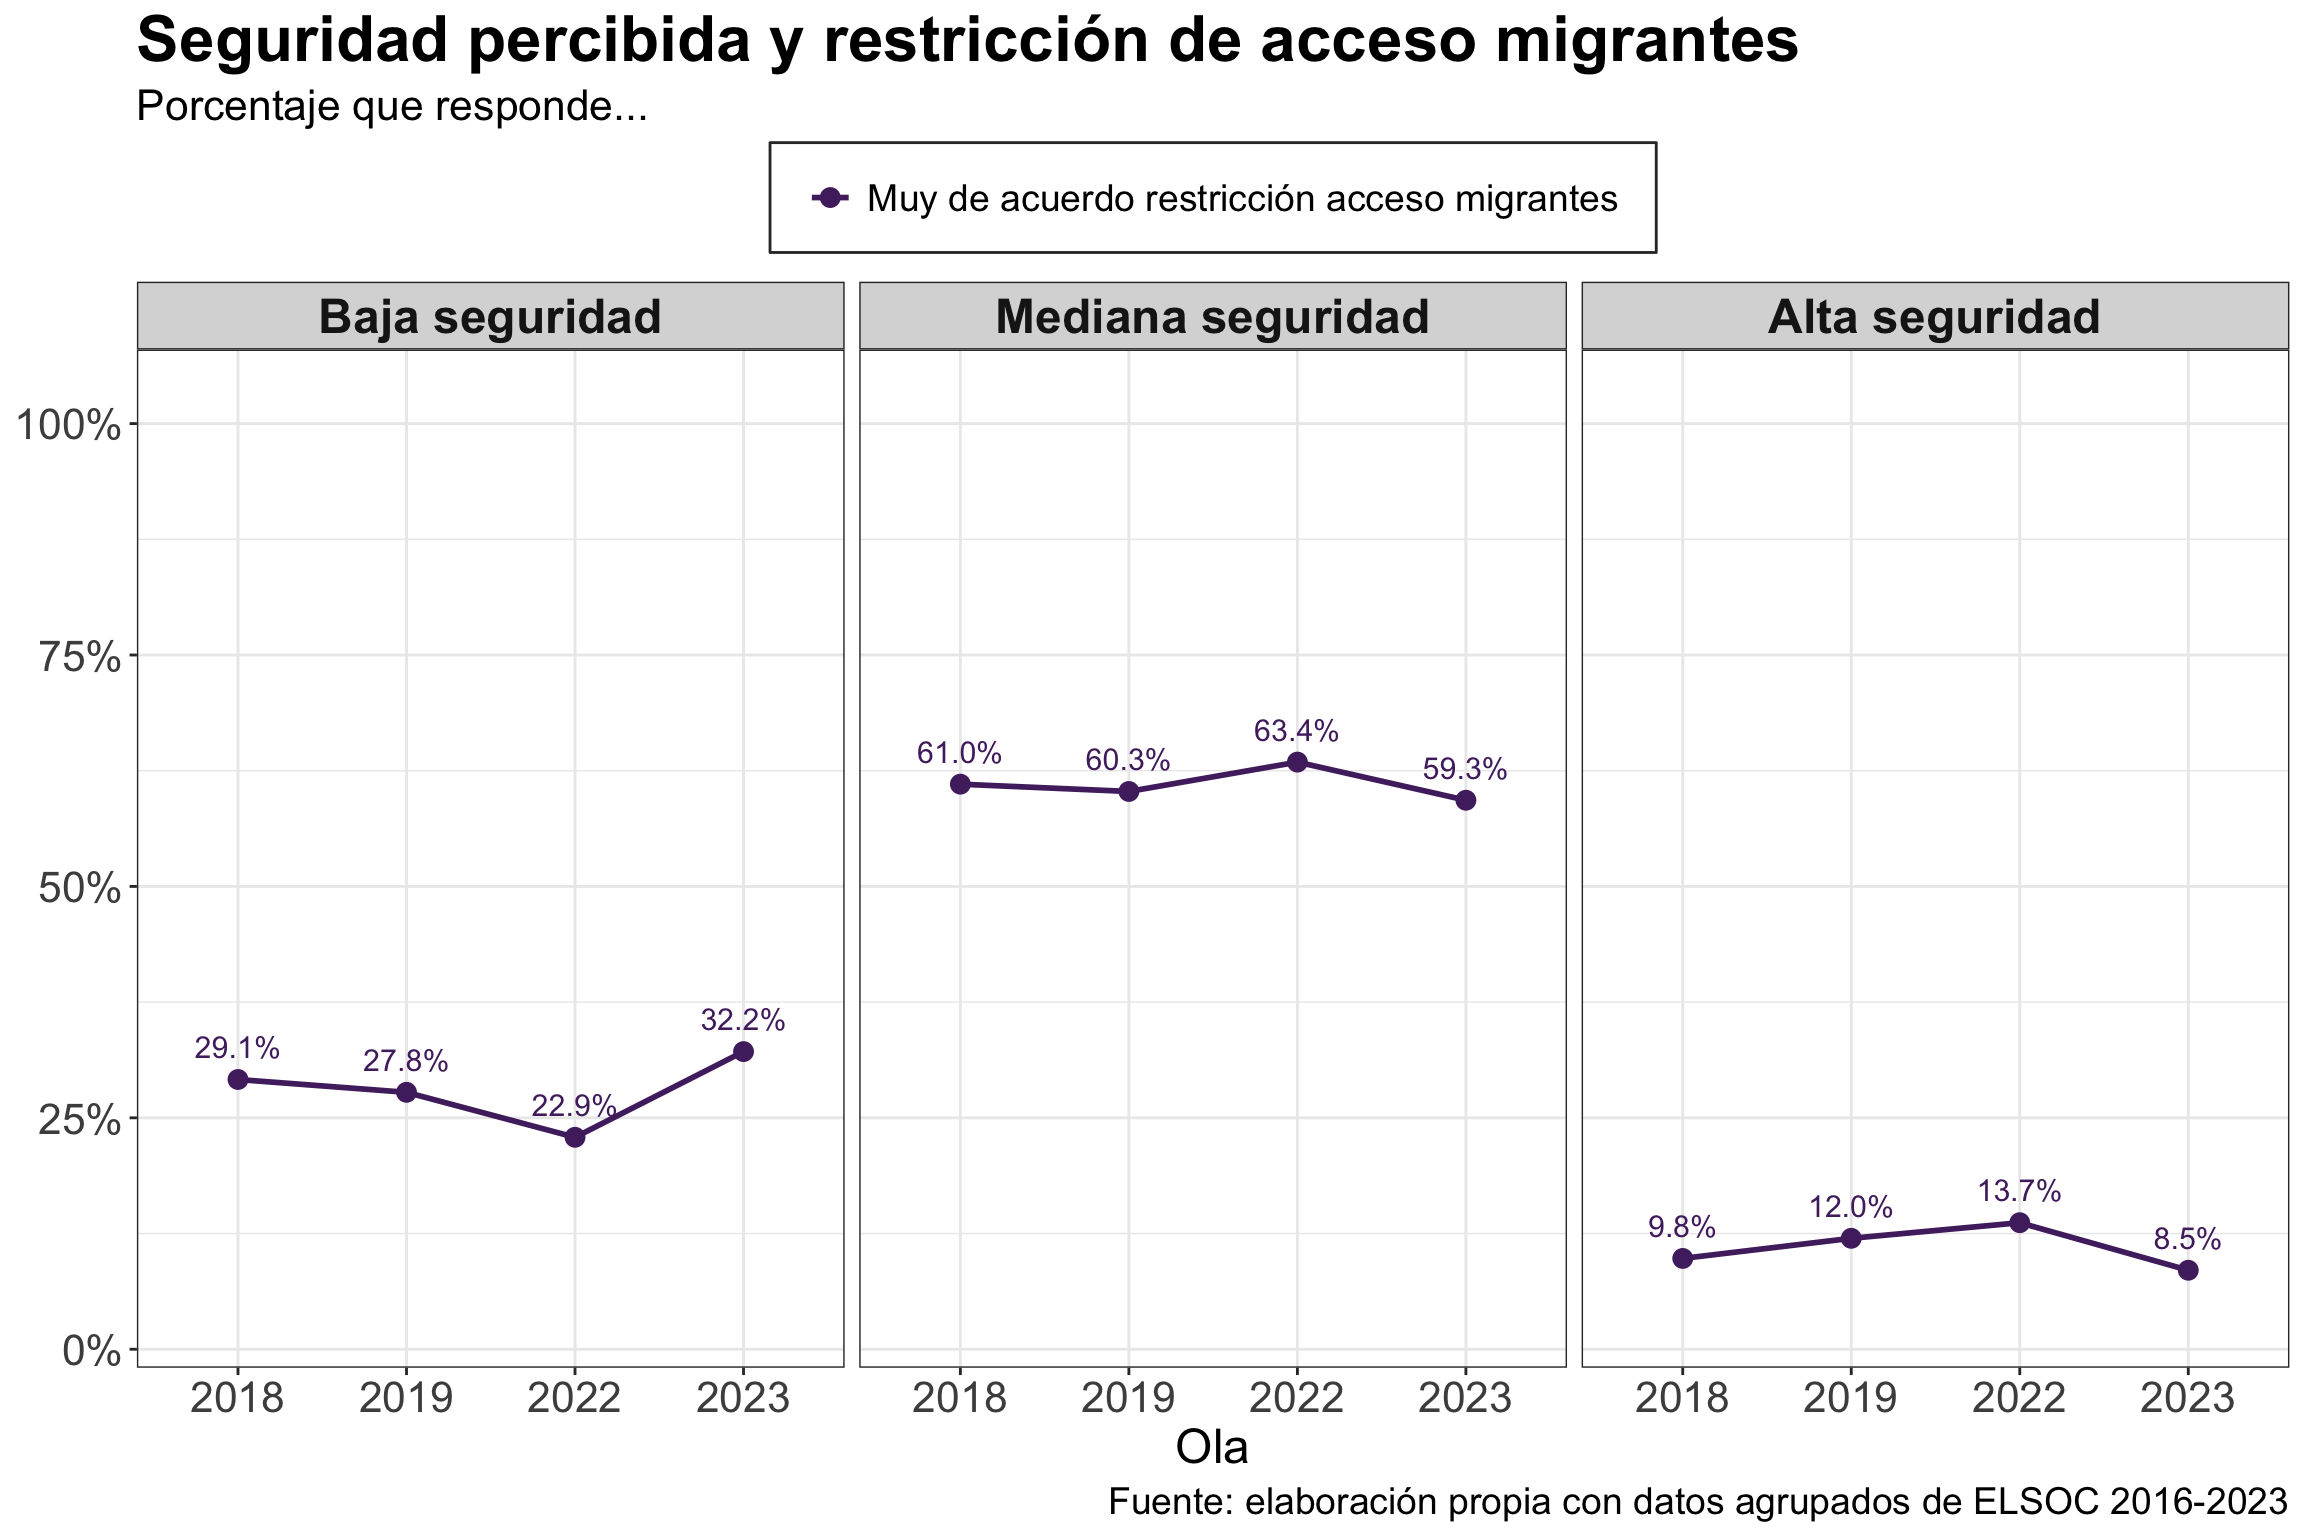 Seguridad percibida y restricción de acceso migrantes
Porcentaje que responde...
Muy de acuerdo restricción acceso migrantes
Baja seguridad
Mediana seguridad
Alta seguridad
100%
75%
50%
25%
0%
29.1%
27.8%
22.9%
32.2%
61.0%
60.3%
63.4%
59.3%
9.8%
12.0%
13.7%
8.5%
2018 2019 2022 2023
2018 2019 2022 2023
2018 2019 2022 2023
Ola
Fuente: elaboración propia con datos agrupados de ELSOC 2016-2023